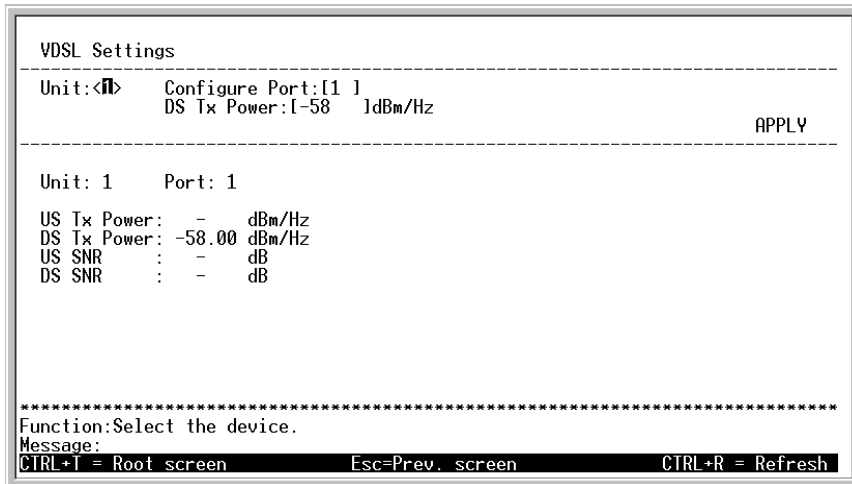 VDSL Settings
Unit:<1> Configure Port:[1 ]
DS Tx Power:[-58 ]dBm/Hz
APPLY
Unit: 1 Port: 1
US Tx Power: - dBm/Hz
DS Tx Power: -58.00 dBm/Hz
US SNR : - dB
DS SNR : - dB
*******************************************************************************
Function:Select the device.
Message:
CTRL+T = Root screen Esc=Prev. screen CTRL+R = Refresh